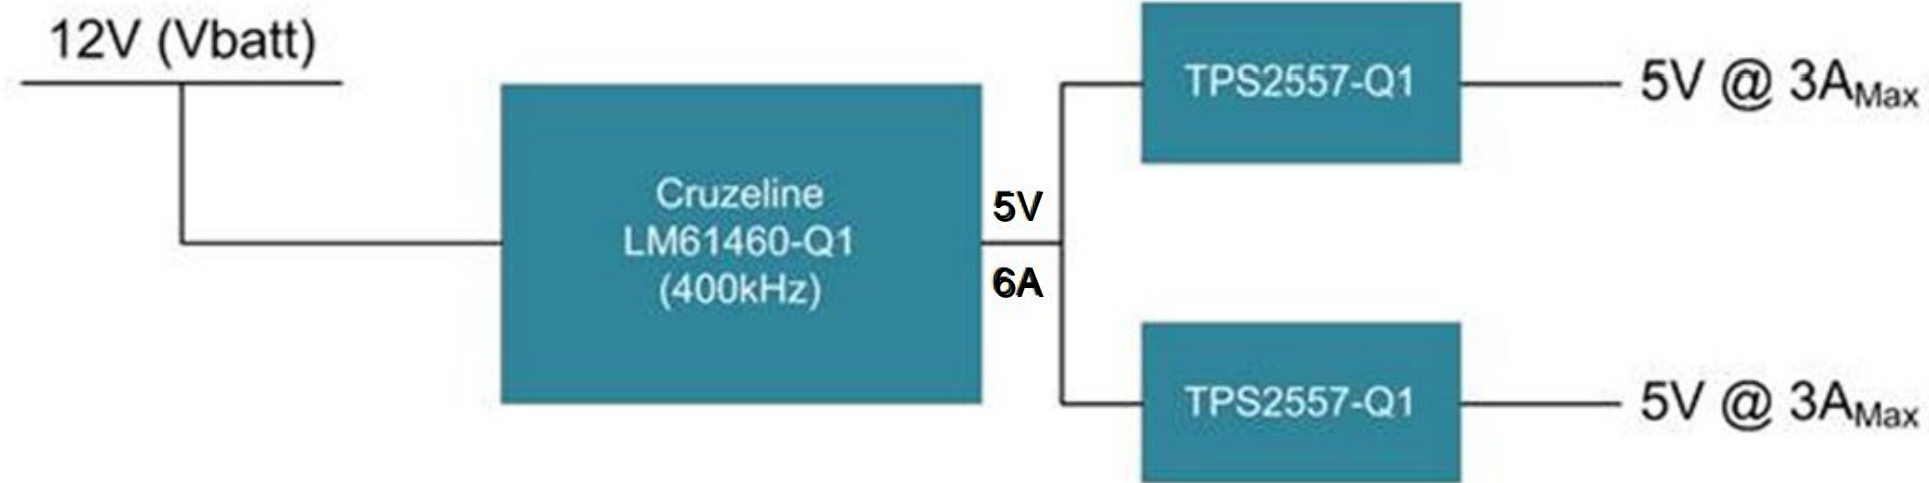 12V (Vbatt)
Cruzeline
LM61460-Q1
(400kHz)
5V
6A
TPS2557-Q1
5V @ 3AMax
TPS2557-Q1
5V @ 3AMax